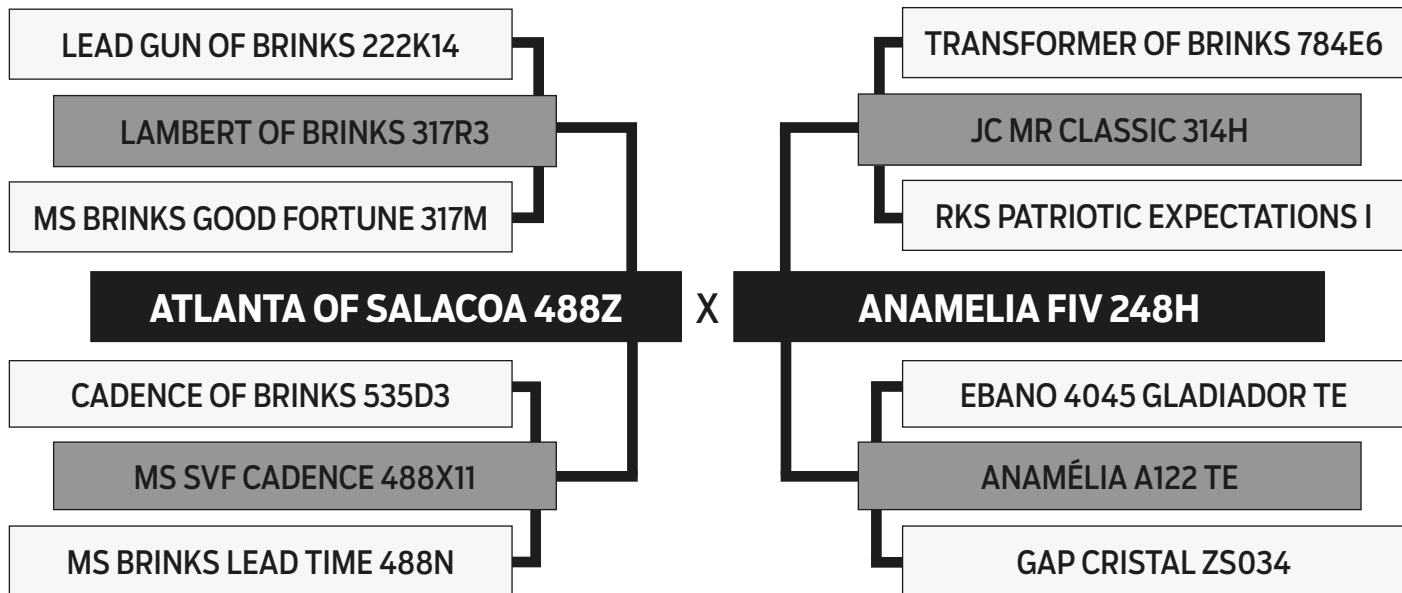 LEAD GUN OF BRINKS 222K14
LAMBERT OF BRINKS 317R3
MS BRINKS GOOD FORTUNE 317M
ATLANTA OF SALACOA 488Z
CADENCE OF BRINKS 535D3
MS SVF CADENCE 488X11
MS BRINKS LEAD TIME 488N
X
TRANSFORMER OF BRINKS 784E6
JC MR CLASSIC 314H
RKS PATRIOTIC EXPECTATIONS I
ANAMELIA FIV 248H
EBANO 4045 GLADIADOR TE
ANAMÉLIA A122 TE
GAP CRISTAL ZS034